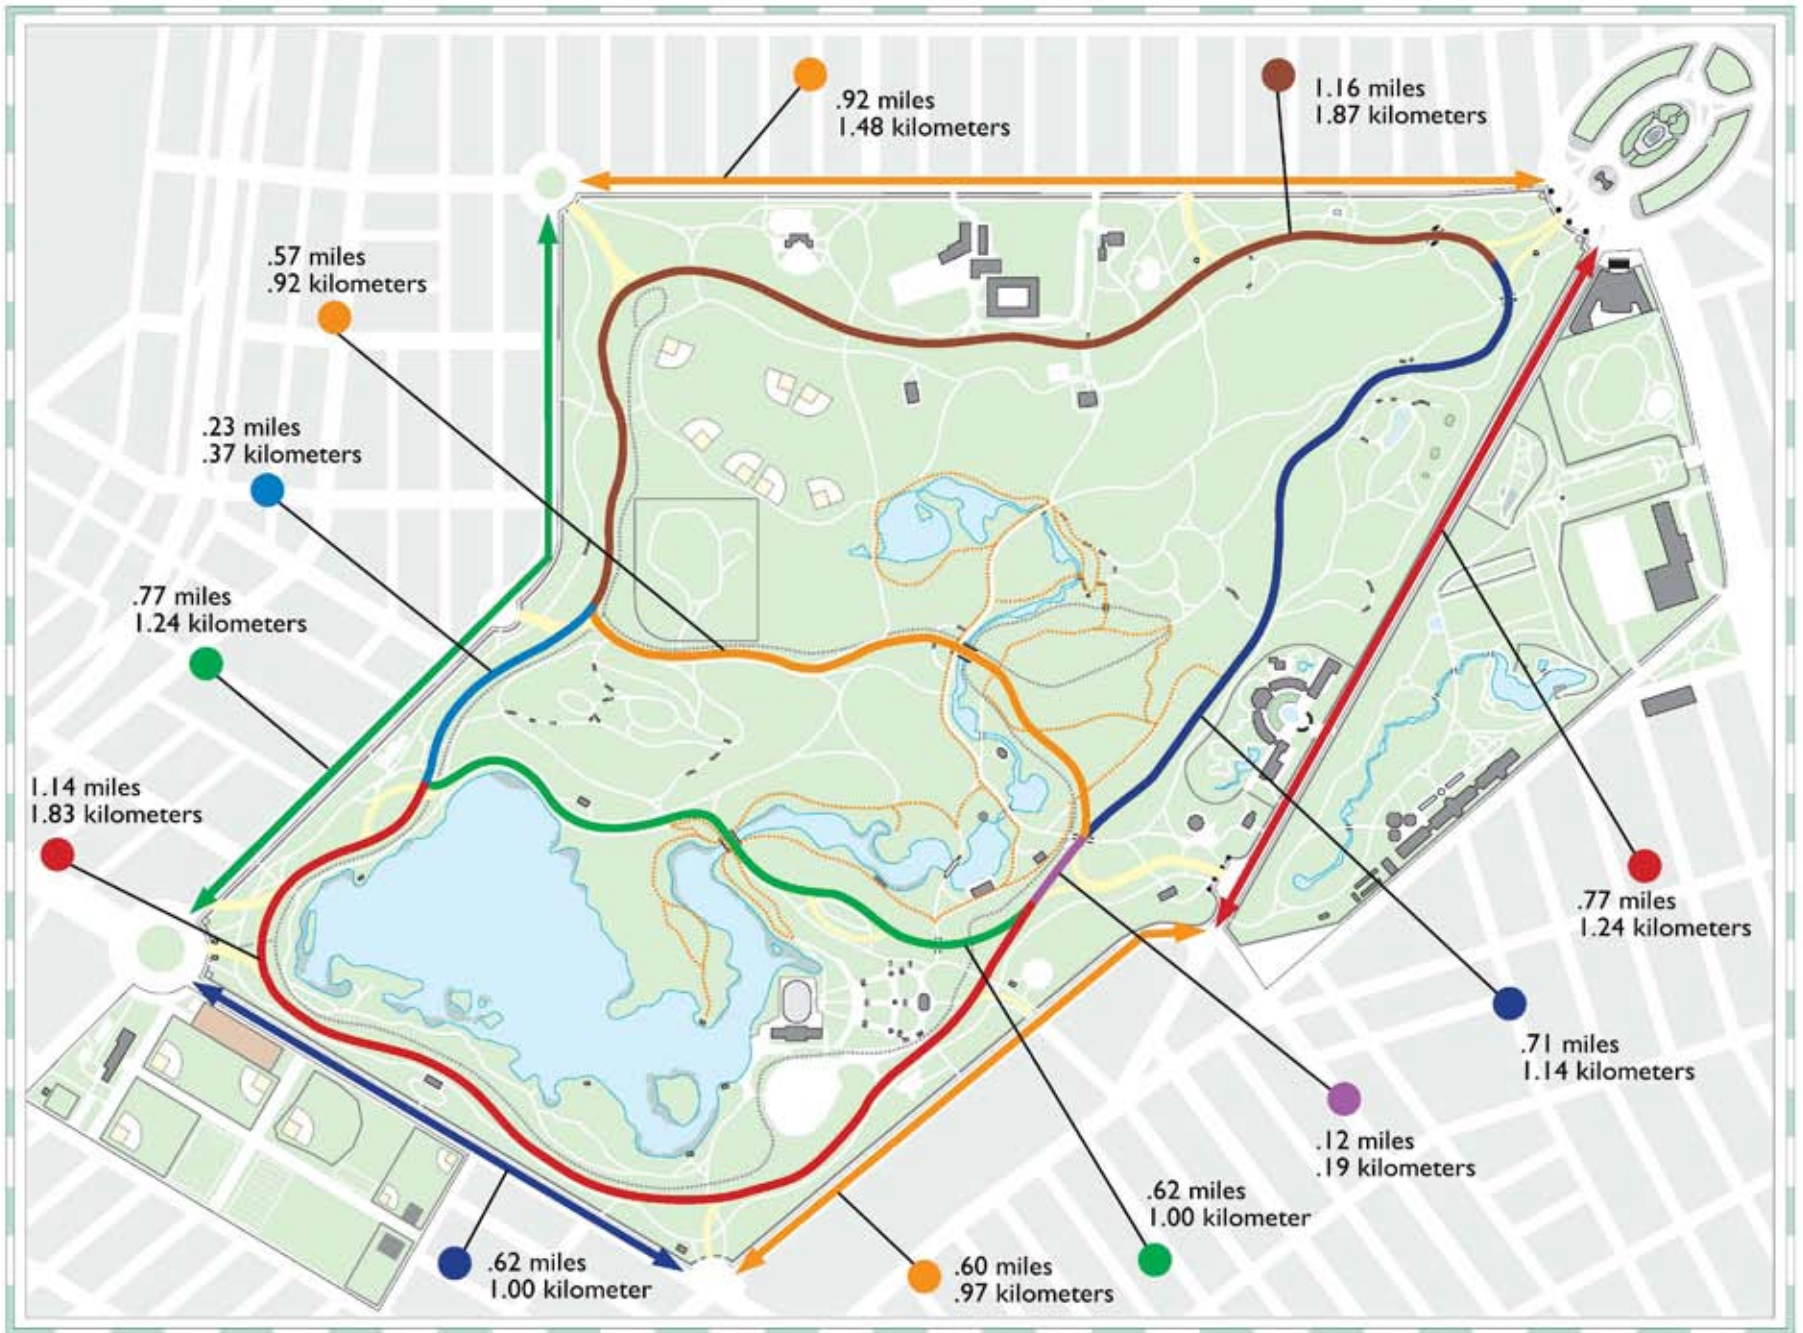 .92 miles
1.48 kilometers
1.16 miles
1.87 kilometers
.57 miles
.92 kilometers
.23 miles
.37 kilometers
.77 miles
1.24 kilometers
1.14 miles
1.83 kilometers
.77 miles
1.24 kilometers
.71 miles
1.14 kilometers
.12 miles
.19 kilometers
.62 miles
1.00 kilometer
.62 miles
1.00 kilometer
.60 miles
.97 kilometers